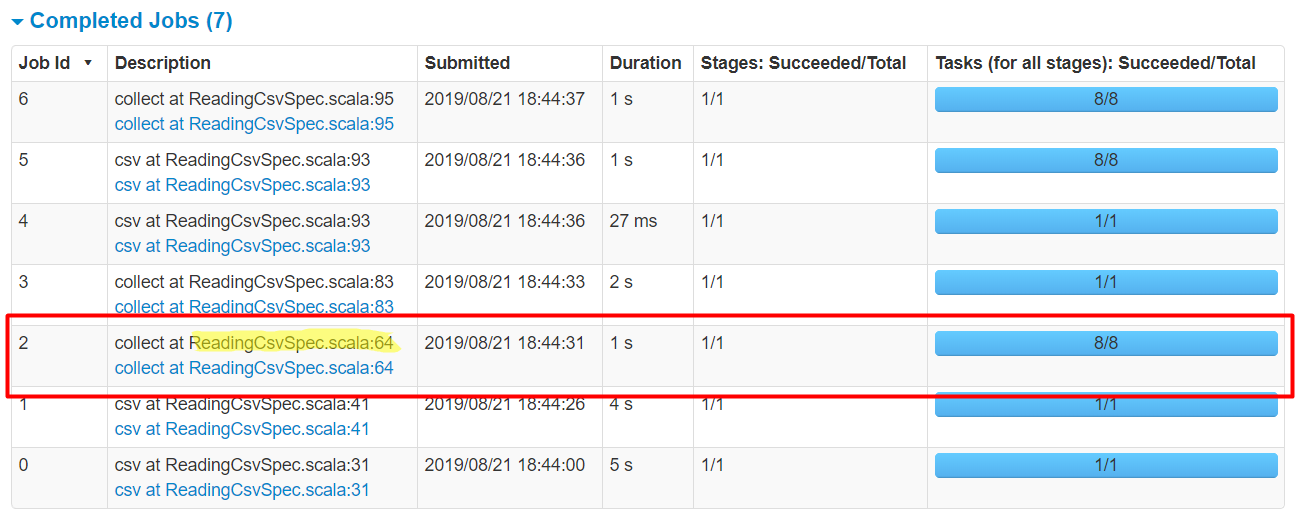 Completed Jobs (7)
Job Id Description Submitted Duration Stages: Succeeded/Total Tasks (for all stages): Succeeded/Total
6 collect at ReadingCsvSpec.scala:95 2019/08/21 18:44:37 1 s 1/1 8/8
collect at ReadingCsvSpec.scala:95
5 csv at ReadingCsvSpec.scala:93 2019/08/21 18:44:36 1 s 1/1 8/8
csv at ReadingCsvSpec.scala:93
4 csv at ReadingCsvSpec.scala:93 2019/08/21 18:44:36 27 ms 1/1 1/1
csv at ReadingCsvSpec.scala:93
3 collect at ReadingCsvSpec.scala:83 2019/08/21 18:44:33 2 s 1/1 1/1
collect at ReadingCsvSpec.scala:83
2 collect at ReadingCsvSpec.scala:64 2019/08/21 18:44:31 1 s 1/1 8/8
collect at ReadingCsvSpec.scala:64
1 csv at ReadingCsvSpec.scala:41 2019/08/21 18:44:26 4 s 1/1 1/1
csv at ReadingCsvSpec.scala:41
0 csv at ReadingCsvSpec.scala:31 2019/08/21 18:44:00 5 s 1/1 1/1
csv at ReadingCsvSpec.scala:31